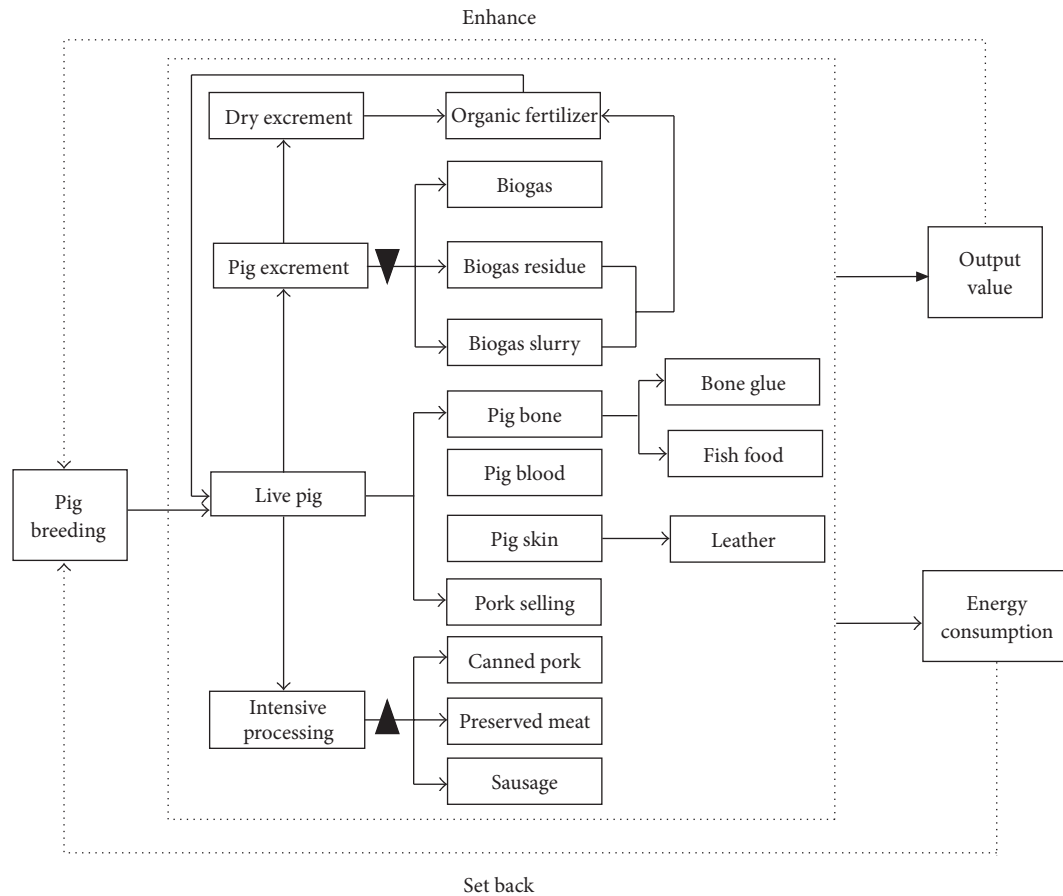 Enhance
Dry excrement
Organic fertilizer
Biogas
Pig excrement
Biogas residue
Output
value
Biogas slurry
Bone glue
Pig bone
Fish food
Pig blood
Pig
breeding
Live pig
Pig skin
Leather
Pork selling
Energy
consumption
Canned pork
Intensive
processing
Preserved meat
Sausage
Set back